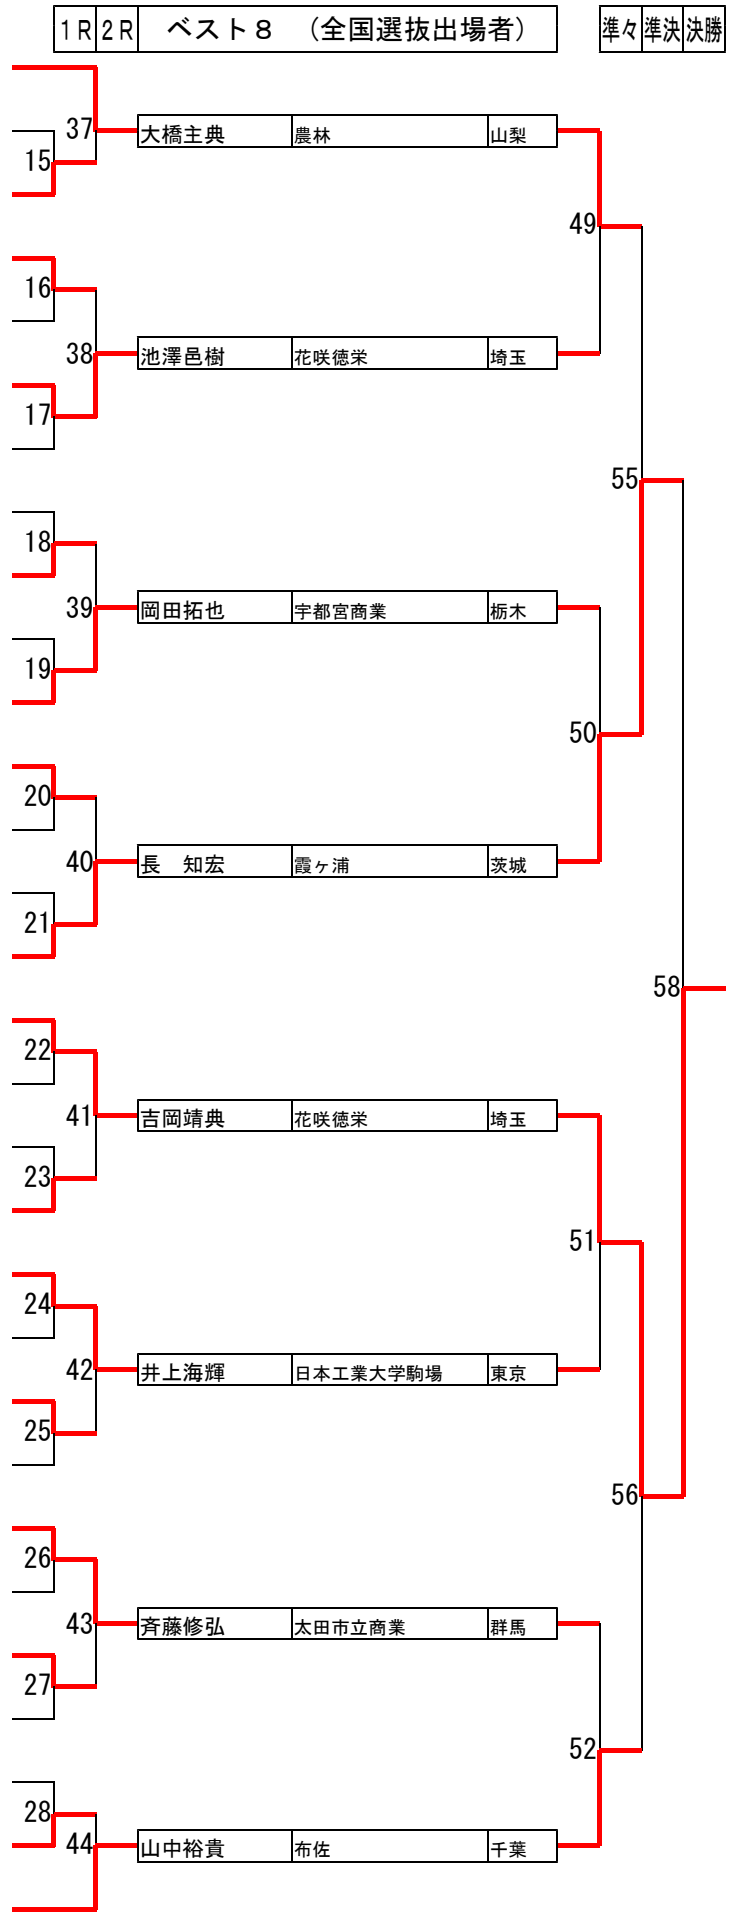 １Ｒ ２Ｒ ベスト８　（全国選抜出場者） 準々 準決 決勝
37 大橋主典 農林 山梨
15
49
16
38 池澤邑樹 花咲徳栄 埼玉
17
55
18
39 岡田拓也 宇都宮商業 栃木
19
50
20
40 長　知宏 霞ヶ浦 茨城
21
58
22
41 吉岡靖典 花咲徳栄 埼玉
23
51
24
42 井上海輝 日本工業大学駒場 東京
25
56
26
43 斉藤修弘 太田市立商業 群馬
27
52
28
44 山中裕貴 布佐 千葉